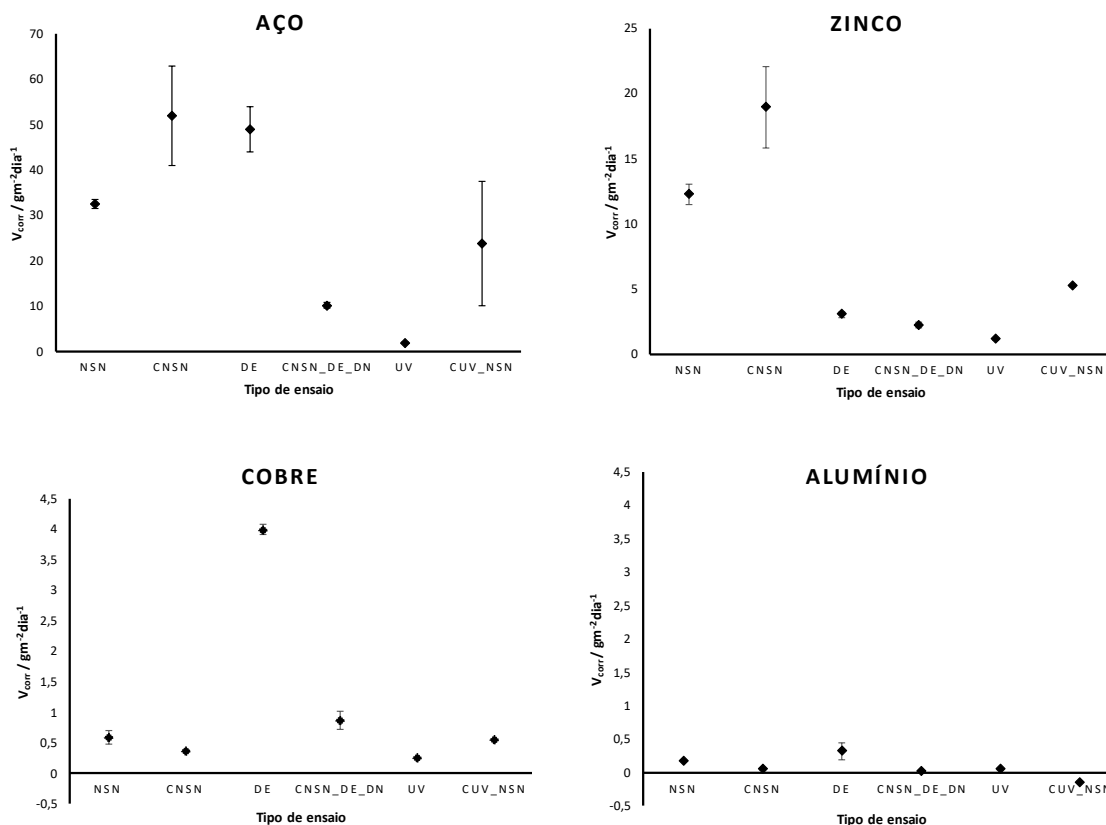 AÇO
70
60
50
40
30
20
10
0
V_corr / gm⁻²dia⁻¹
NSN CNSN DE CNSN_DE_DN UV CUV_NSN
Tipo de ensaio
ZINCO
25
20
15
10
5
0
V_corr / gm⁻²dia⁻¹
NSN CNSN DE CNSN_DE_DN UV CUV_NSN
Tipo de ensaio
COBRE
4,5
4
3,5
3
2,5
2
1,5
1
0,5
0
-0,5
V_corr / gm⁻²dia⁻¹
NSN CNSN DE CNSN_DE_DN UV CUV_NSN
Tipo de ensaio
ALUMÍNIO
4,5
4
3,5
3
2,5
2
1,5
1
0,5
0
-0,5
V_corr / gm⁻²dia⁻¹
NSN CNSN DE CNSN_DE_DN UV CUV_NSN
Tipo de ensaio